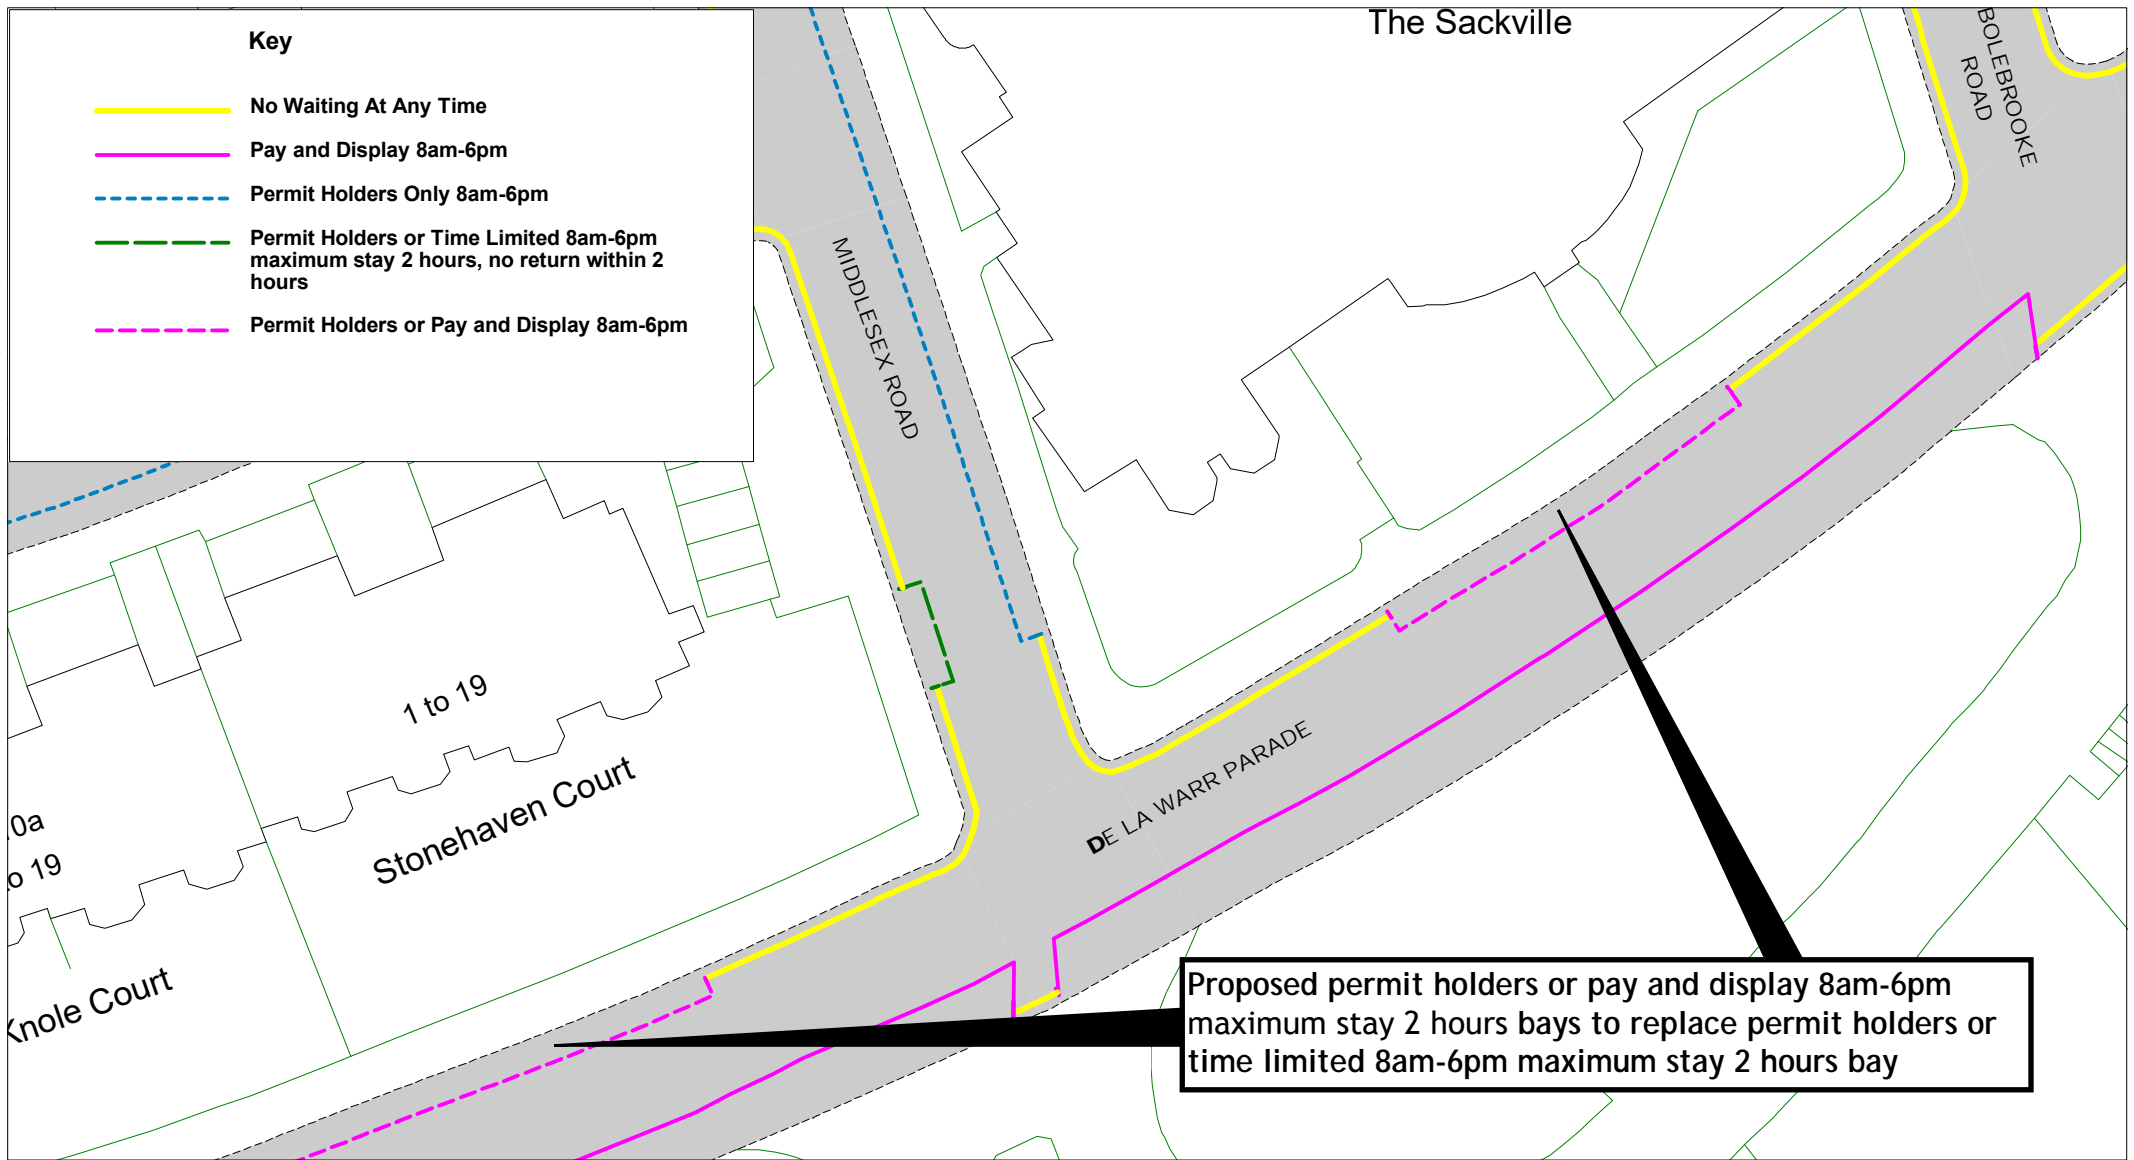 Key
No Waiting At Any Time
Pay and Display 8am-6pm
Permit Holders Only 8am-6pm
Permit Holders or Time Limited 8am-6pm
maximum stay 2 hours, no return within 2
hours
Permit Holders or Pay and Display 8am-6pm
The Sackville
BOLEBROOKE
ROAD
MIDDLESEX ROAD
1 to 19
Stonehaven Court
DE LA WARR PARADE
0a
o 19
Knole Court
Proposed permit holders or pay and display 8am-6pm
maximum stay 2 hours bays to replace permit holders or
time limited 8am-6pm maximum stay 2 hours bay